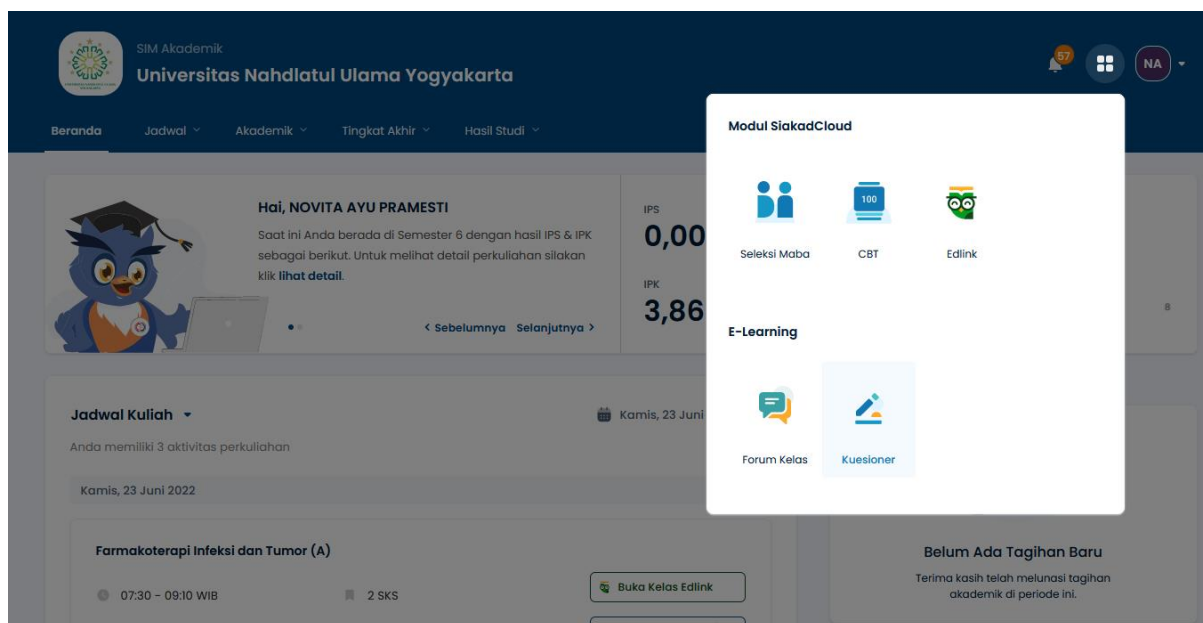 SIM Akademik
Universitas Nahdlatul Ulama Yogyakarta
57
NA
Beranda
Jadwal
Akademik
Tingkat Akhir
Hasil Studi
Modul SiakadCloud
Seleksi Maba
CBT
100
Edlink
E-Learning
Forum Kelas
Kuesioner
Hai, NOVITA AYU PRAMESTI
Saat ini Anda berada di Semester 6 dengan hasil IPS & IPK
sebagai berikut. Untuk melihat detail perkuliahan silakan
klik lihat detail.
< Sebelumnya Selanjutnya >
IPS
0,00
IPK
3,86
8
Jadwal Kuliah
Kamis, 23 Juni
Anda memiliki 3 aktivitas perkuliahan
Kamis, 23 Juni 2022
Farmakoterapi Infeksi dan Tumor (A)
07:30 - 09:10 WIB
2 SKS
Buka Kelas Edlink
Belum Ada Tagihan Baru
Terima kasih telah melunasi tagihan
akademik di periode ini.